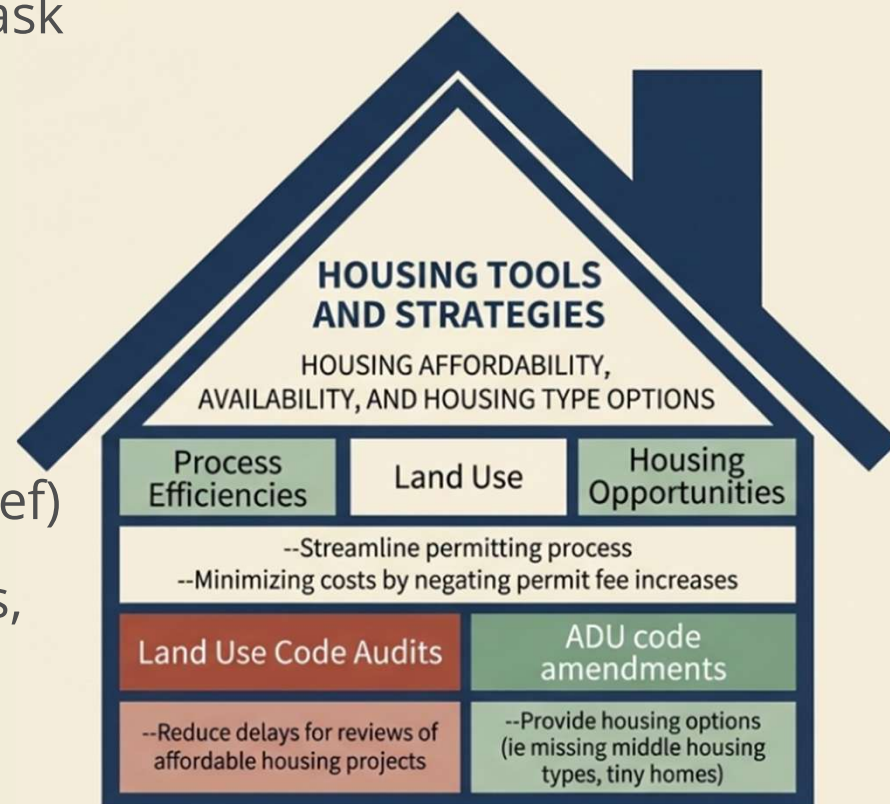 ask
HOUSING TOOLS
AND STRATEGIES
HOUSING AFFORDABILITY,
AVAILABILITY, AND HOUSING TYPE OPTIONS
Process
Efficiencies
Land Use
Housing
Opportunities
ef)
--Streamline permitting process
--Minimizing costs by negating permit fee increases
s,
Land Use Code Audits
ADU code
amendments
--Reduce delays for reviews of
affordable housing projects
--Provide housing options
(ie missing middle housing
types, tiny homes)